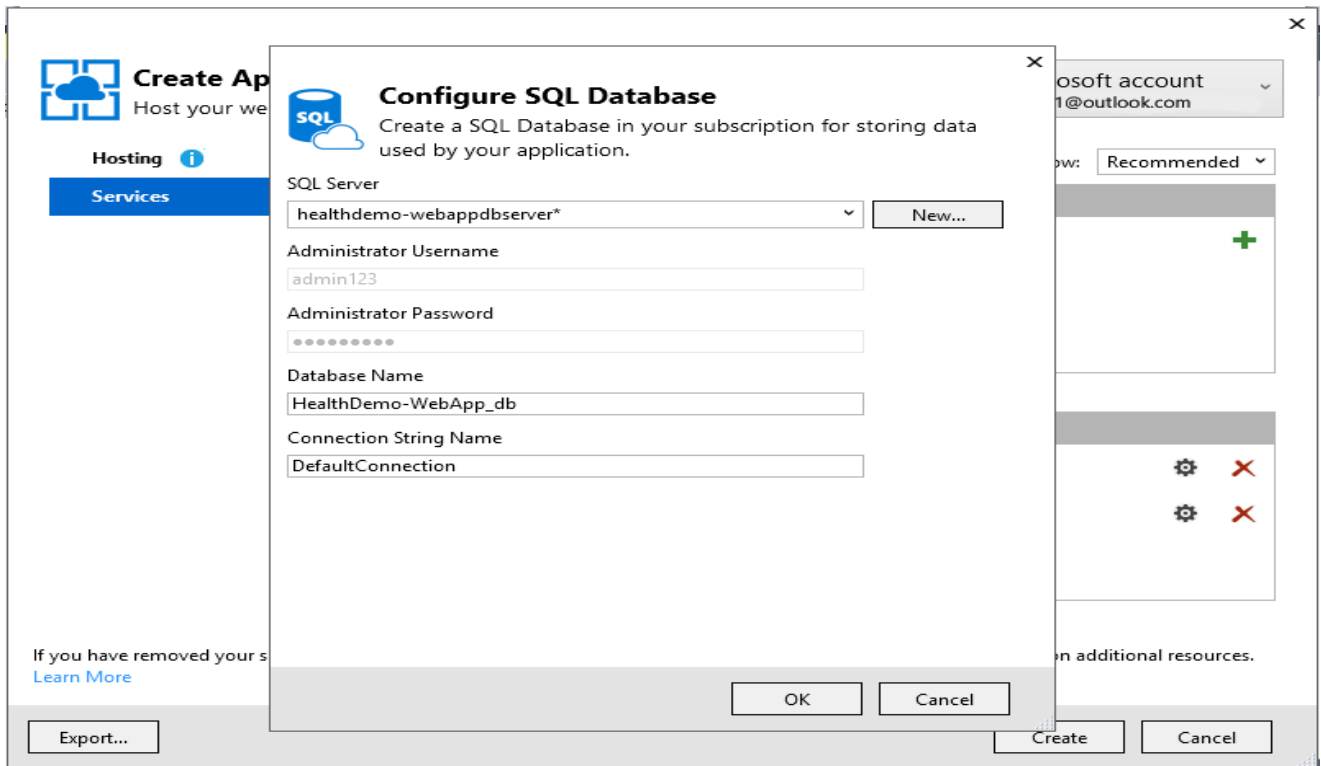 Create Ap
Host your we
osoft account
1@outlook.com
Hosting
Services
ow: Recommended
SQL
Configure SQL Database
Create a SQL Database in your subscription for storing data
used by your application.
SQL Server
healthdemo-webappdbserver*
New...
Administrator Username
admin123
Administrator Password
Database Name
HealthDemo-WebApp_db
Connection String Name
DefaultConnection
If you have removed your s
n additional resources.
Learn More
OK
Cancel
Export...
Create
Cancel